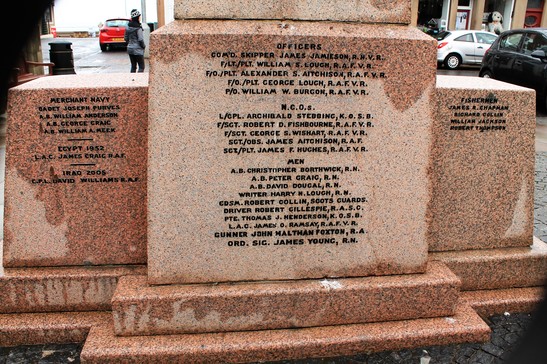 MERCHANT NAVY
CADET JOSEPH PURVES
A.B. WILLIAM ANDERSON
A.B. GEORGE CRAIG
A.B. WILLIAM A. MEEK
EGYPT 1952
L.A.C. JAMES CRAIG R.A.F.
IRAQ 2005
C.P.L. DAVID WILLIAMS R.A.F.
OFFICERS
COM'D. SKIPPER JAMES JAMIESON, R.N.V.R.
F/LT./PLT. WILLIAM S. LOUGH, R.A.F.V.R.
F/O./PLT. ALEXANDER S. AITCHISON, R.A.F.V.R.
F/O./PLT. GEORGE LOUGH, R.A.F.V.R.
P/O. WILLIAM W. BURGON, R.A.F.V.R.
N.C.O's.
L/CPL. ARCHIBALD STEBBING, K.O.S.B.
F/SGT. ROBERT D. FISHBOURNE, R.A.F.V.R.
F/SGT. GEORGE S. WISHART, R.A.F.V.R.
SGT/OBS. JAMES AITCHISON, R.A.F.
SGT/PLT. JAMES F. HUGHES, R.A.F.V.R.
MEN
A.B. CHRISTOPHER BORTHWICK, R.N.
A.B. PETER CRAIG, R.N.
A.B. DAVID DOUGAL, R.N.
WRITER HARRY N. LOUGH, R.N.
GDSM. ROBERT COLLIN, SCOTS GUARDS.
DRIVER ROBERT GILLESPIE, R.A.S.C.
PTE. THOMAS J. HENDERSON, K.O.S.B.
L.A.C. JAMES O. RAMSAY, R.A.F.V.R.
GUNNER JOHN MALTMAN FOXTON, R.A
ORD. SIG. JAMES YOUNG, R.N.
FISHERMEN
JAMES R. CHAPMAN
RICHARD COLLIN
WILLIAM JACKSON
ROBERT THOMPSON